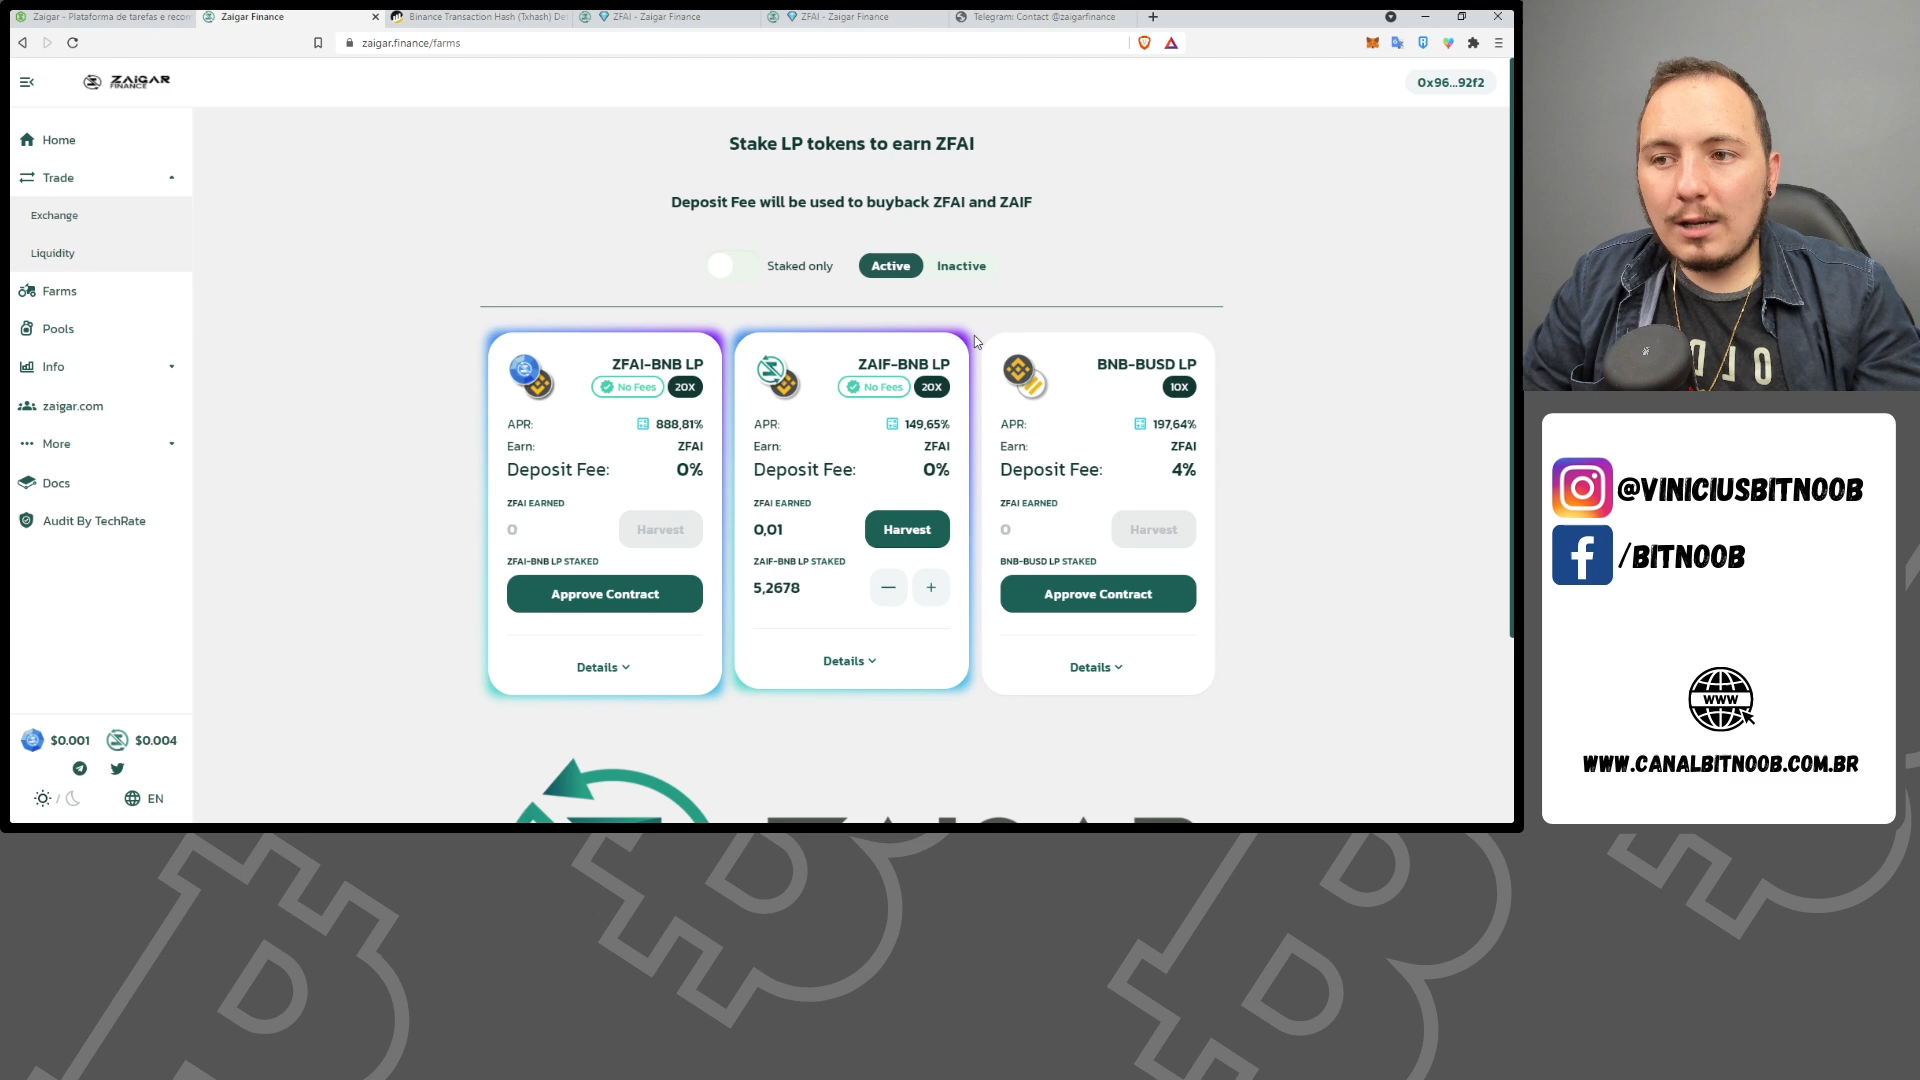 Zaigar - Plataforma de tarefas e recom
Zaigar Finance
Binance Transaction Hash (Txhash) De
ZFAI - Zaigar Finance
ZFAI - Zaigar Finance
Telegram: Contact @zaigarfinance
zaigar.finance/farms
ZAIGAR
FINANCE
0x96...92f2
Home
Trade
Exchange
Liquidity
Farms
Pools
Info
zaigar.com
More
Docs
Audit By TechRate
$0.001
$0.004
/
EN
Stake LP tokens to earn ZFAI
Deposit Fee will be used to buyback ZFAI and ZAIF
Staked only
Active
Inactive
ZFAI-BNB LP
No Fees
20X
APR:
888,81%
Earn:
ZFAI
Deposit Fee:
0%
ZFAI EARNED
0
Harvest
ZFAI-BNB LP STAKED
Approve Contract
Details
ZAIF-BNB LP
No Fees
20X
APR:
149,65%
Earn:
ZFAI
Deposit Fee:
0%
ZFAI EARNED
0,01
Harvest
ZAIF-BNB LP STAKED
5,2678
Details
BNB-BUSD LP
10X
APR:
197,64%
Earn:
ZFAI
Deposit Fee:
4%
ZFAI EARNED
0
Harvest
BNB-BUSD LP STAKED
Approve Contract
Details
@VINICIUSBITNOOB
/BITNOOB
WWW
WWW.CANALBITNOOB.COM.BR